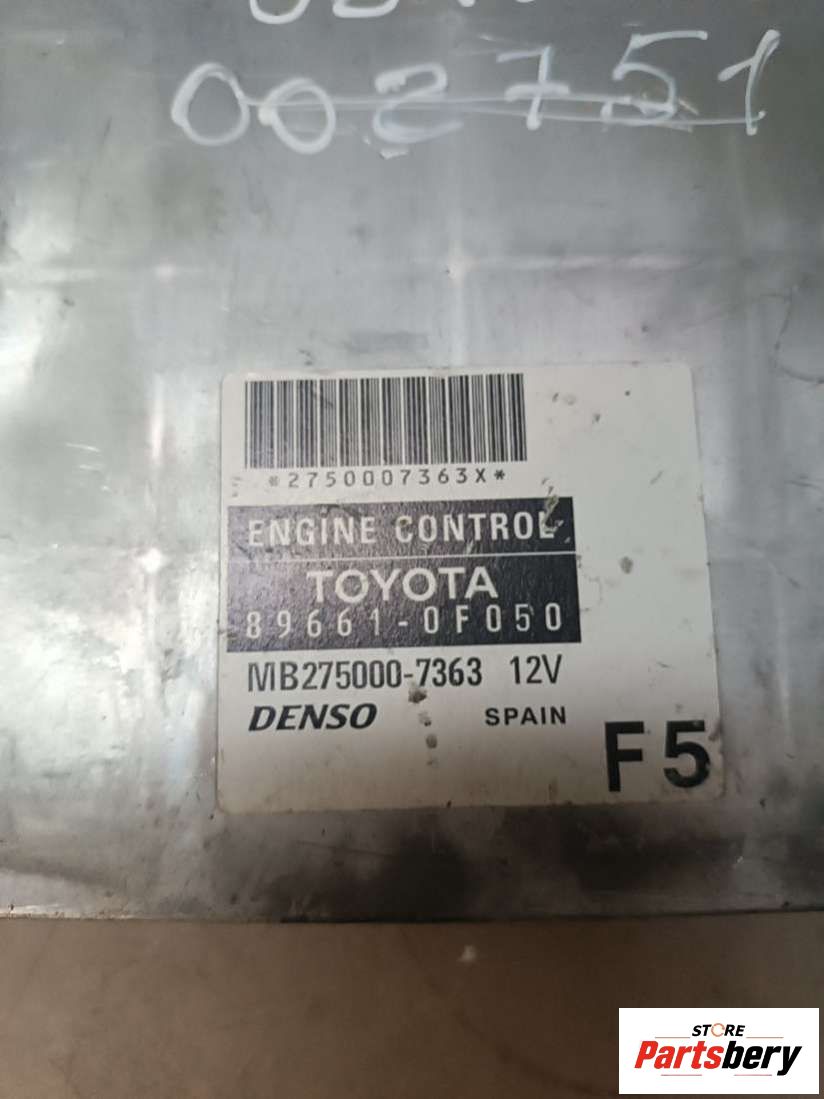 002751
*2750007363X*
ENGINE CONTROL
TOYOTA
89661-0F050
MB275000-7363 12V
DENSO SPAIN
F5
STORE
Partsbery